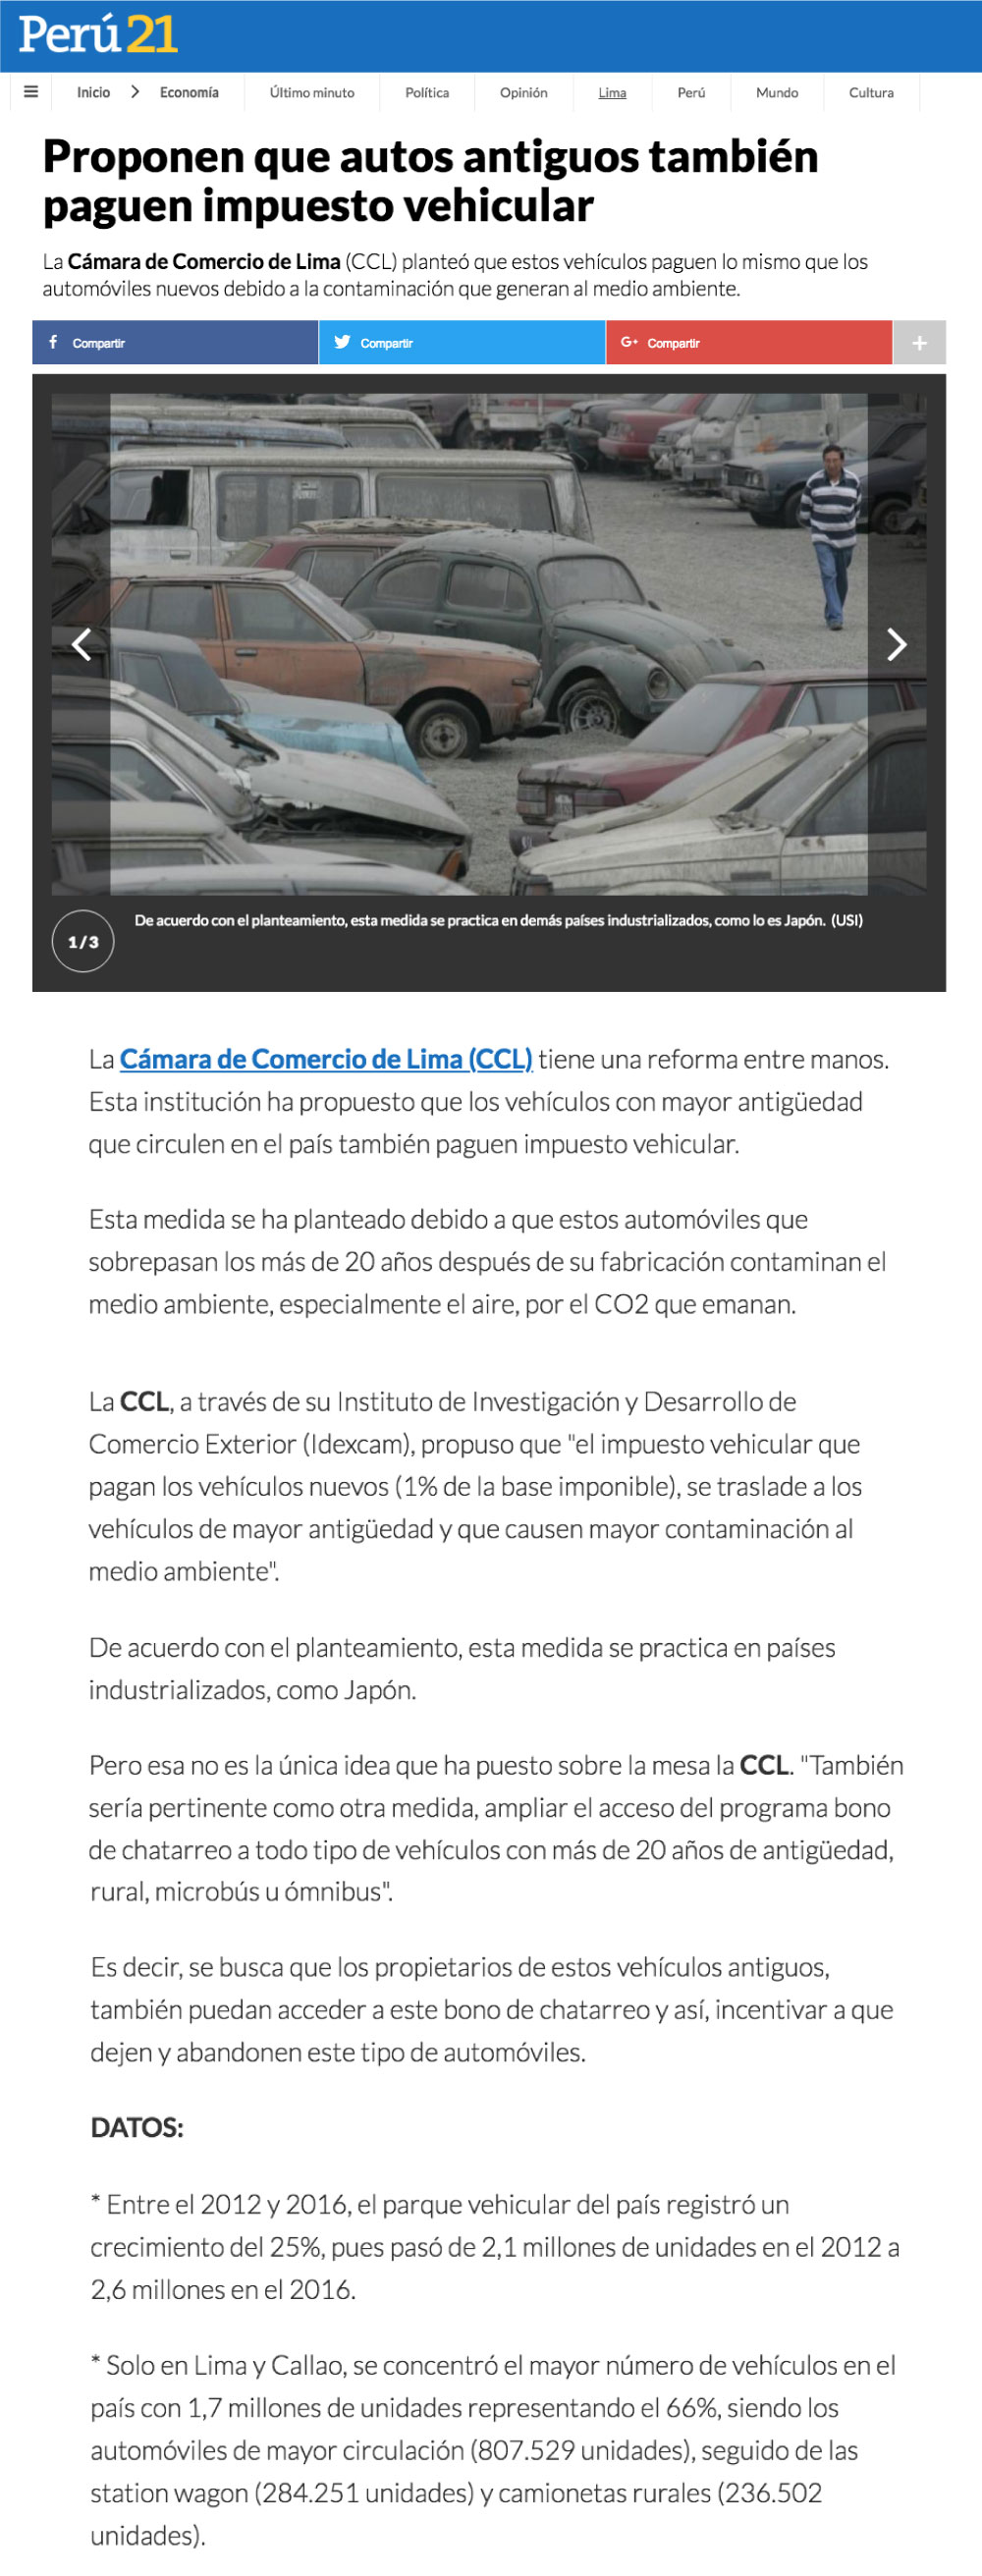 Perú21
Inicio > Economía Último minuto Política Opinión Lima Perú Mundo Cultura
Proponen que autos antiguos también
paguen impuesto vehicular
La Cámara de Comercio de Lima (CCL) planteó que estos vehículos paguen lo mismo que los
automóviles nuevos debido a la contaminación que generan al medio ambiente.
f Compartir Compartir G+ Compartir +
De acuerdo con el planteamiento, esta medida se practica en demás países industrializados, como lo es Japón. (USI)
1/3
La Cámara de Comercio de Lima (CCL) tiene una reforma entre manos.
Esta institución ha propuesto que los vehículos con mayor antigüedad
que circulen en el país también paguen impuesto vehicular.
Esta medida se ha planteado debido a que estos automóviles que
sobrepasan los más de 20 años después de su fabricación contaminan el
medio ambiente, especialmente el aire, por el CO2 que emanan.
La CCL, a través de su Instituto de Investigación y Desarrollo de
Comercio Exterior (Idexcam), propuso que "el impuesto vehicular que
pagan los vehículos nuevos (1% de la base imponible), se traslade a los
vehículos de mayor antigüedad y que causen mayor contaminación al
medio ambiente".
De acuerdo con el planteamiento, esta medida se practica en países
industrializados, como Japón.
Pero esa no es la única idea que ha puesto sobre la mesa la CCL. "También
sería pertinente como otra medida, ampliar el acceso del programa bono
de chatarreo a todo tipo de vehículos con más de 20 años de antigüedad,
rural, microbús u ómnibus".
Es decir, se busca que los propietarios de estos vehículos antiguos,
también puedan acceder a este bono de chatarreo y así, incentivar a que
dejen y abandonen este tipo de automóviles.
DATOS:
* Entre el 2012 y 2016, el parque vehicular del país registró un
crecimiento del 25%, pues pasó de 2,1 millones de unidades en el 2012 a
2,6 millones en el 2016.
* Solo en Lima y Callao, se concentró el mayor número de vehículos en el
país con 1,7 millones de unidades representando el 66%, siendo los
automóviles de mayor circulación (807.529 unidades), seguido de las
station wagon (284.251 unidades) y camionetas rurales (236.502
unidades).